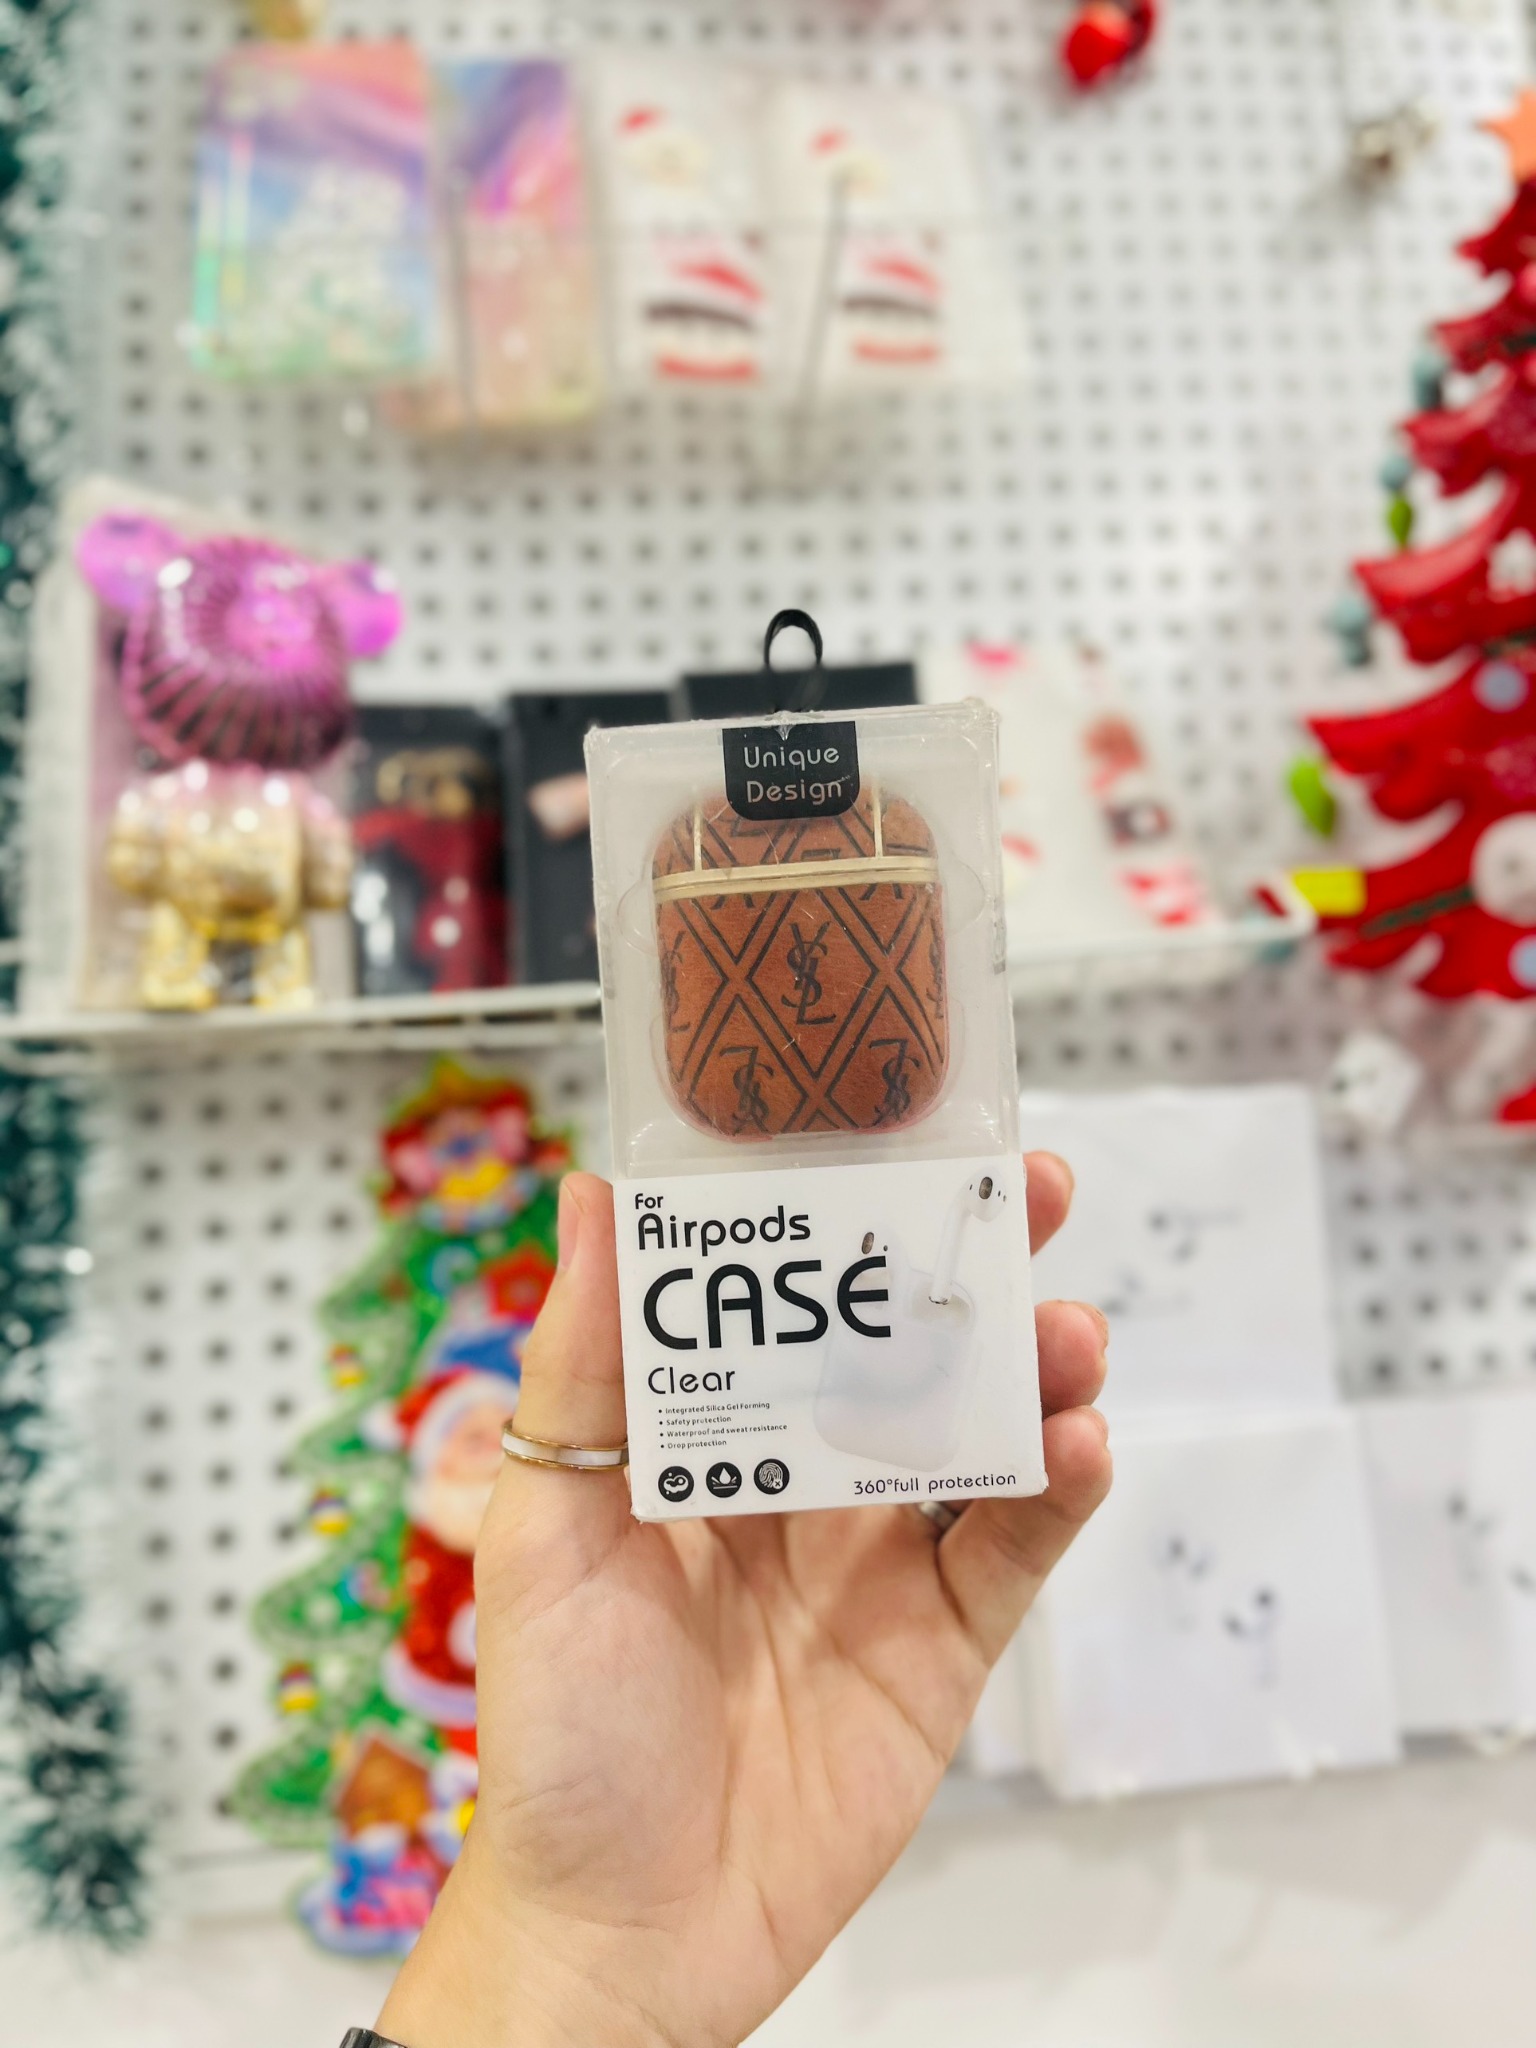 Unique
Design
YSL
For
Airpods
CASE
Clear
• Integrated Silica Gel Forming
• Safety protection
• Waterproof and sweat resistance
• Drop protection
360°full protection